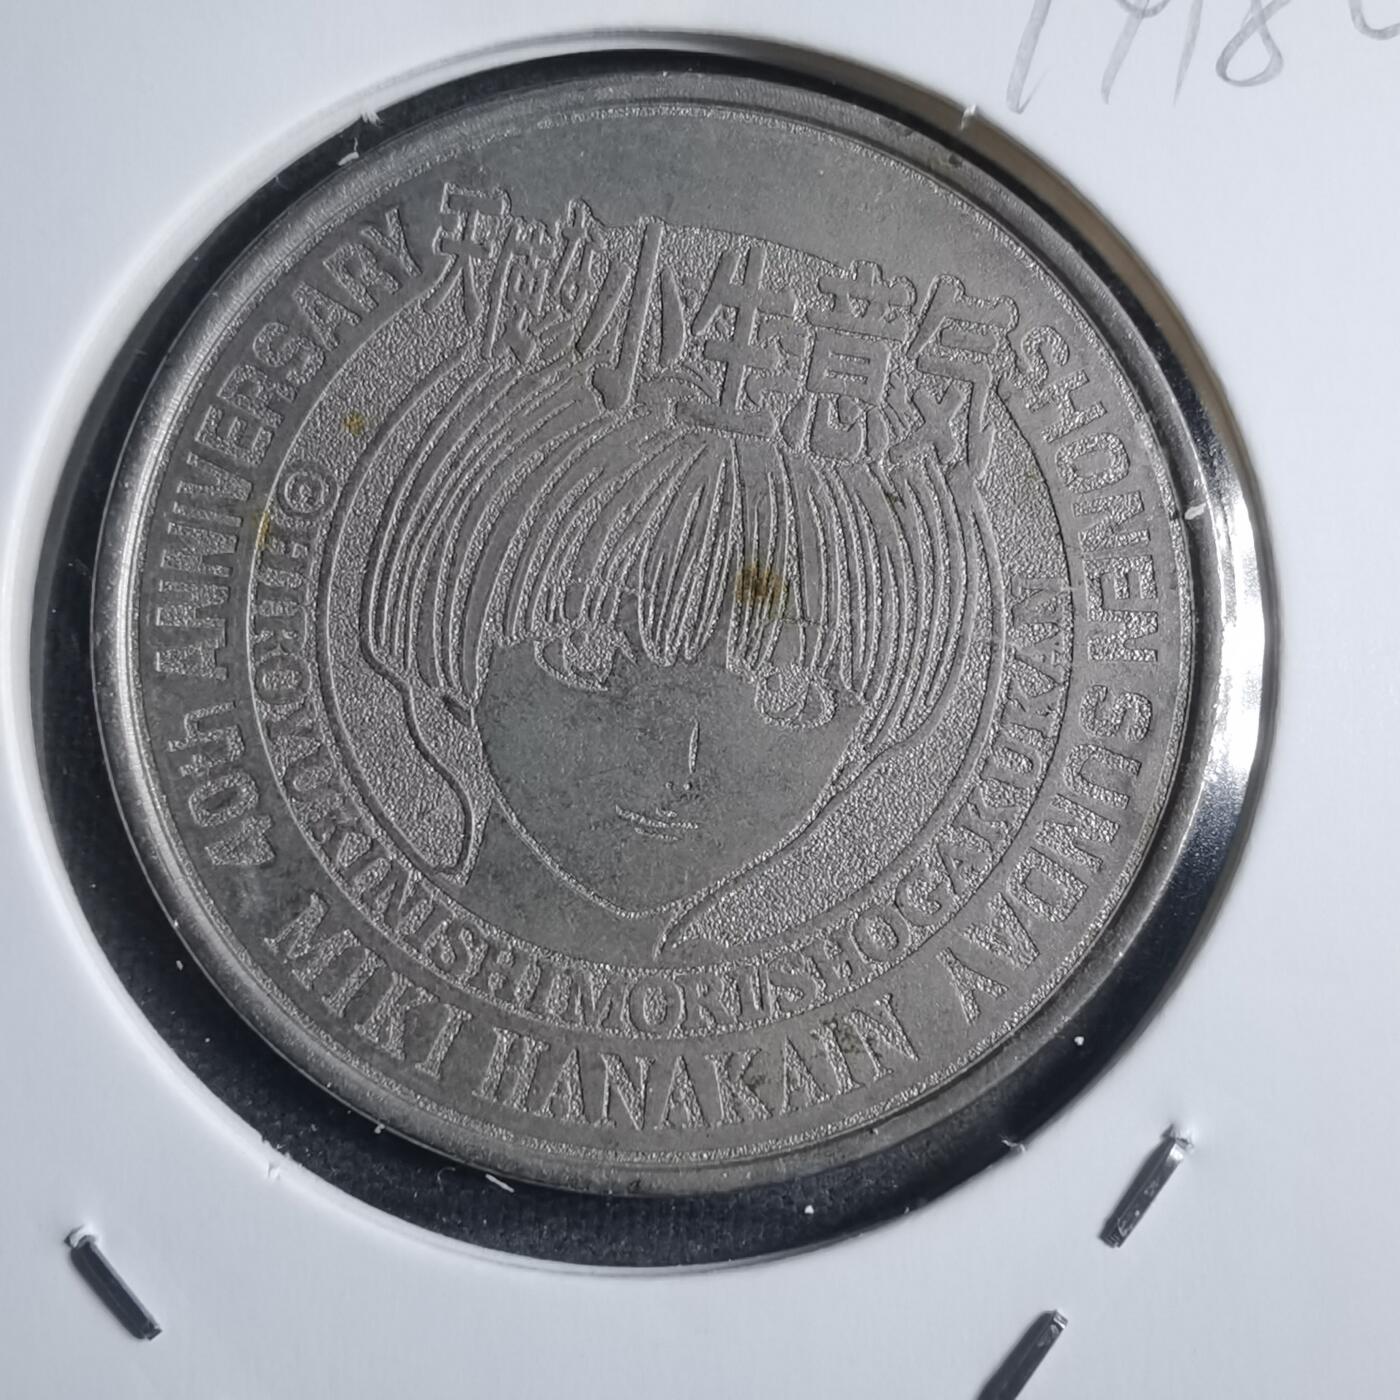 天使な小生意気
40th ANNIVERSARY
SHONEN SUNDAY
©HIROYUKI NISHIMORI/SHOGAKUKAN
MIKI HANAKAIN